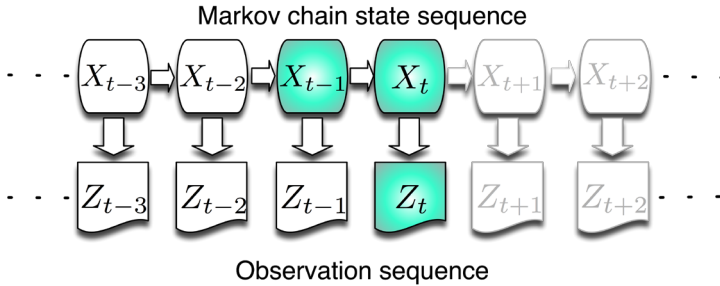 Markov chain state sequence
. . . X_{t-3} X_{t-2} X_{t-1} X_t X_{t+1} X_{t+2} . . .
. . . Z_{t-3} Z_{t-2} Z_{t-1} Z_t Z_{t+1} Z_{t+2} . . .
Observation sequence